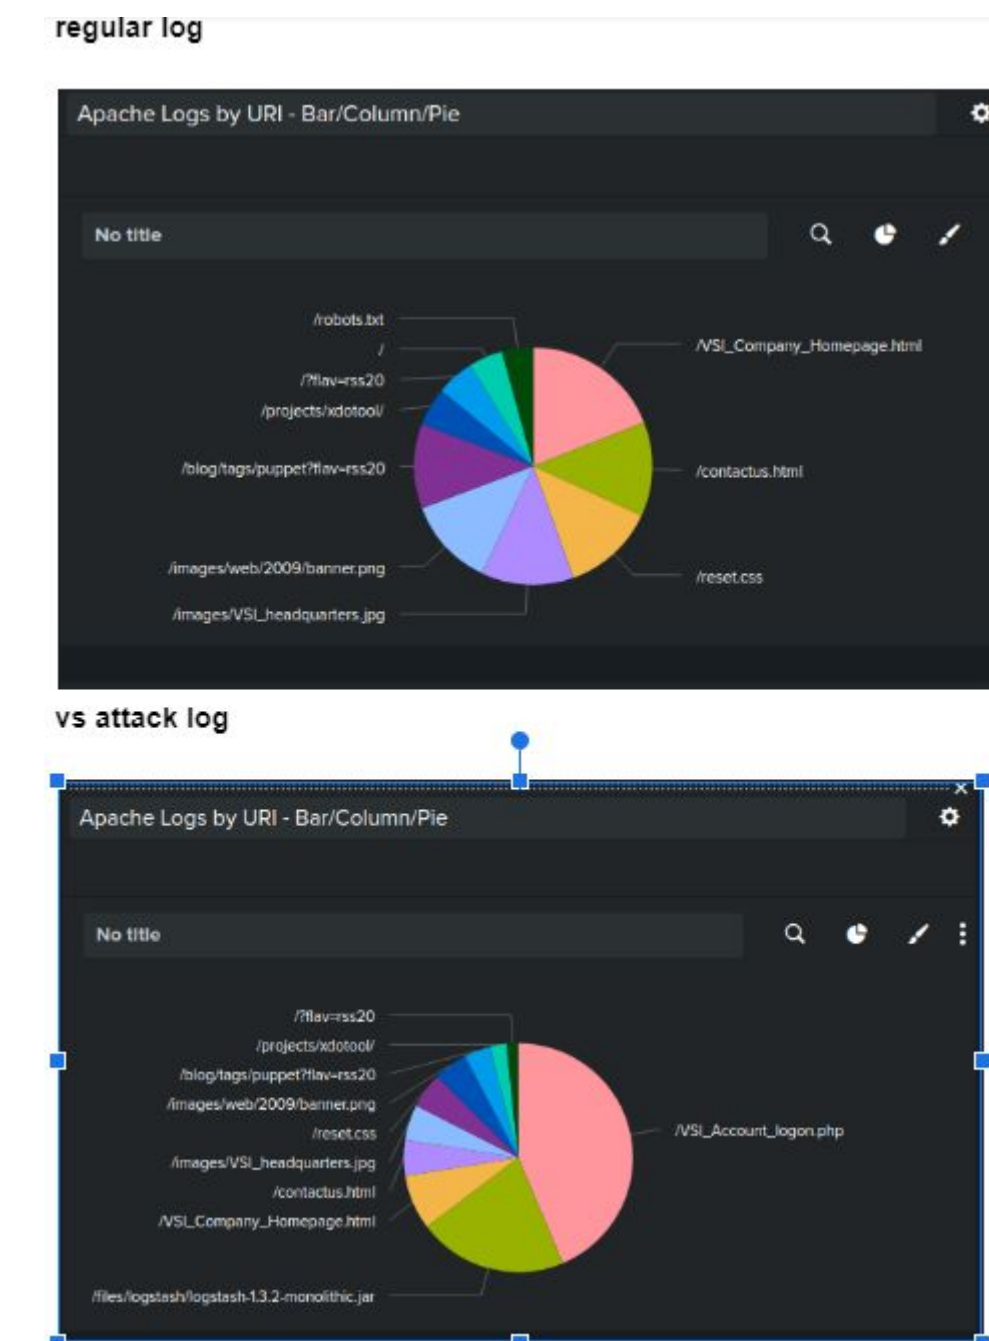 regular log
Apache Logs by URI - Bar/Column/Pie
No title
/robots.txt
/
/?flav=rss20
/projects/xdotool/
/blog/tags/puppet?flav=rss20
/images/web/2009/banner.png
/images/VSI_headquarters.jpg
/VSI_Company_Homepage.html
/contactus.html
/reset.css
vs attack log
Apache Logs by URI - Bar/Column/Pie
No title
/?flav=rss20
/projects/xdotool/
/blog/tags/puppet?flav=rss20
/images/web/2009/banner.png
/reset.css
/images/VSI_headquarters.jpg
/contactus.html
/VSI_Company_Homepage.html
/files/logstash/logstash-1.3.2-monolithic.jar
/VSI_Account_logon.php